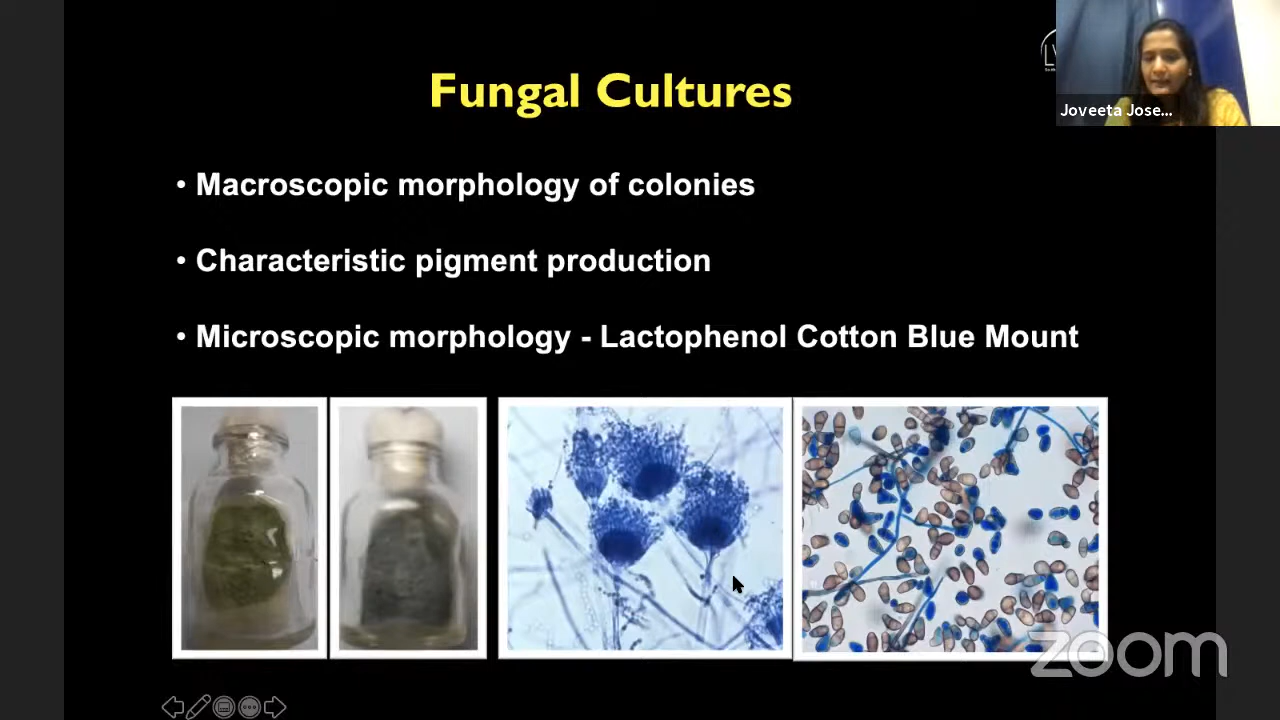 Fungal Cultures
Joveeta Jose...
• Macroscopic morphology of colonies
• Characteristic pigment production
• Microscopic morphology - Lactophenol Cotton Blue Mount
zoom